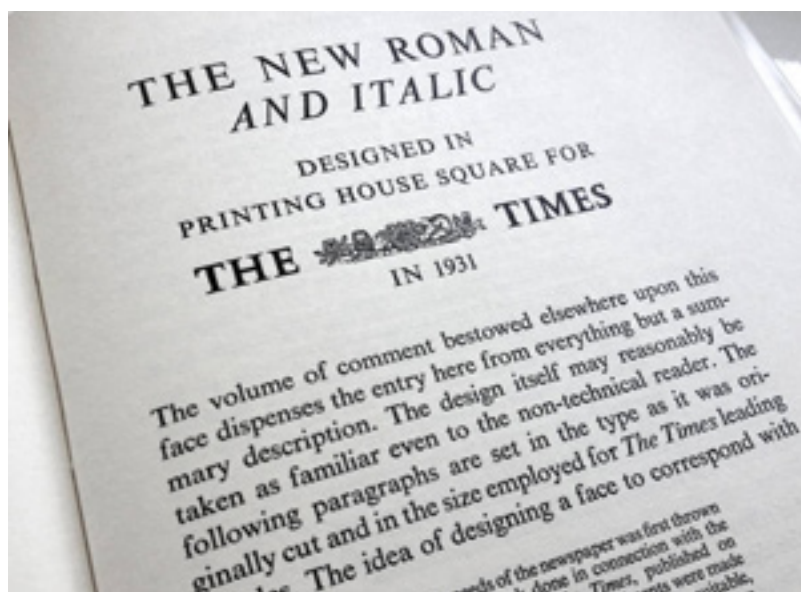 THE NEW ROMAN
AND ITALIC
DESIGNED IN
PRINTING HOUSE SQUARE FOR
THE TIMES
IN 1931
The volume of comment bestowed elsewhere upon this
face dispenses the entry here from everything but a sum-
mary description. The design itself may reasonably be
taken as familiar even to the non-technical reader. The
following paragraphs are set in the type as it was ori-
ginally cut and in the size employed for The Times leading
The idea of designing a face to correspond with
needs of the newspaper was first thrown
done in connection with the
Times, published on
were made